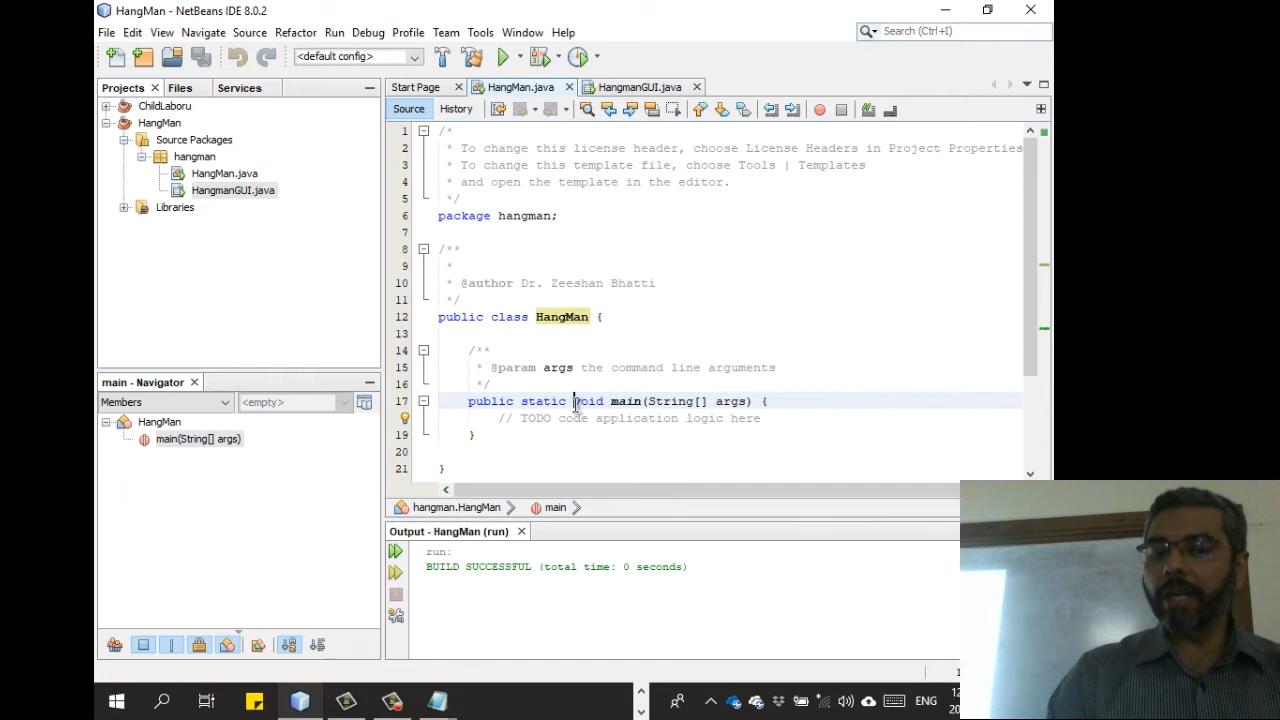 HangMan - NetBeans IDE 8.0.2
File Edit View Navigate Source Refactor Run Debug Profile Team Tools Window Help
Search (Ctrl+I)
<default config>
Projects Files Services
Start Page HangMan.java HangmanGUI.java
ChildLaboru
HangMan
Source Packages
hangman
HangMan.java
HangmanGUI.java
Libraries
Source History
1 /*
2 * To change this license header, choose License Headers in Project Properties
3 * To change this template file, choose Tools | Templates
4 * and open the template in the editor.
5 */
6 package hangman;
7
8 /**
9 *
10 * @author Dr. Zeeshan Bhatti
11 */
12 public class HangMan {
13
14 /**
15 * @param args the command line arguments
16 */
17 public static void main(String[] args) {
// TODO code application logic here
19 }
20
21 }
main - Navigator
Members <empty>
HangMan
main(String[] args)
hangman.HangMan main
Output - HangMan (run)
run:
BUILD SUCCESSFUL (total time: 0 seconds)
ENG